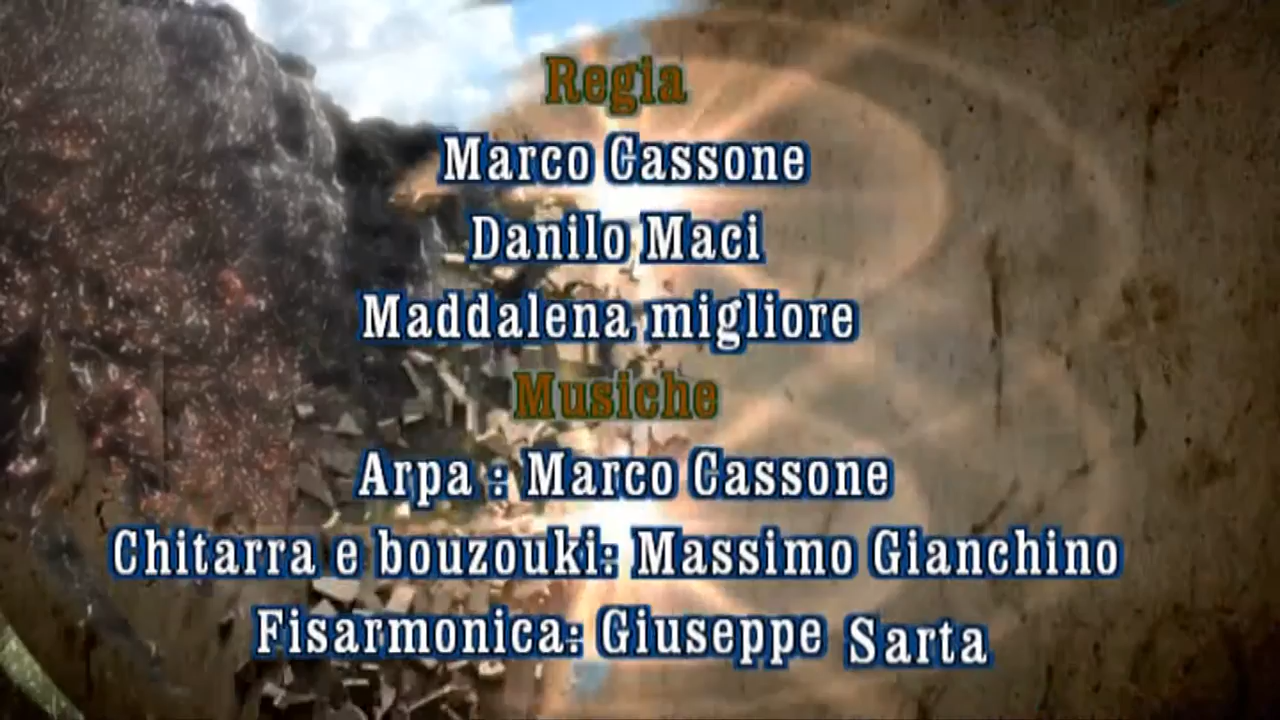 Regia
Marco Cassone
Danilo Maci
Maddalena migliore
Musiche
Arpa : Marco Cassone
Chitarra e bouzouki: Massimo Gianchino
Fisarmonica: Giuseppe Sarta